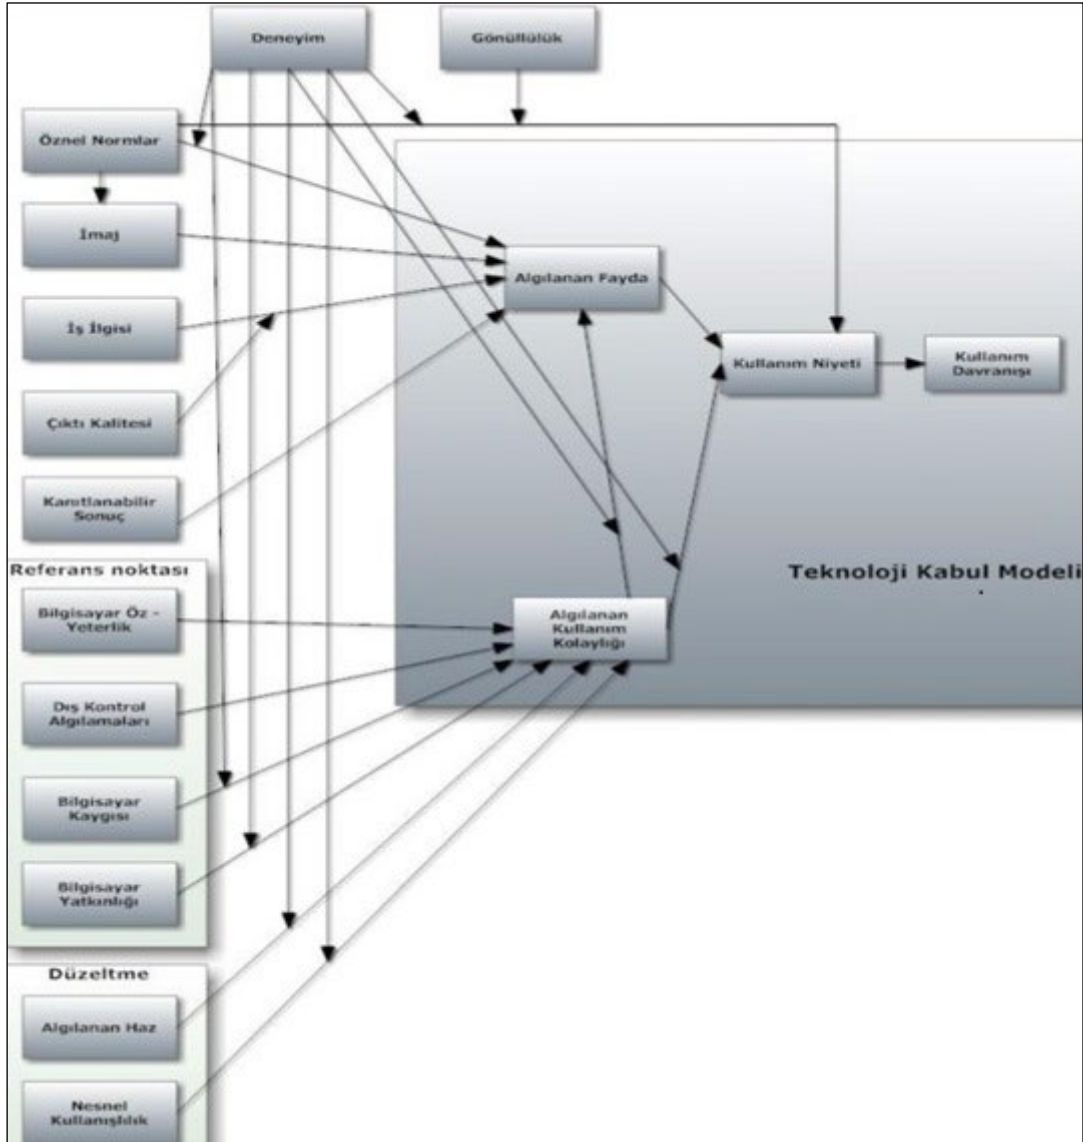 Deneyim
Gönüllülük
Öznel Normlar
İmaj
Algılanan Fayda
İş İlgisi
Kullanım Niyeti
Kullanım
Davranışı
Çıktı Kalitesi
Kanıtlanabilir
Sonuç
Referans noktası
Teknoloji Kabul Modeli
Bilgisayar Öz -
Yeterlik
Algılanan
Kullanım
Kolaylığı
Dış Kontrol
Algılamaları
Bilgisayar
Kaygısı
Bilgisayar
Yatkınlığı
Düzeltme
Algılanan Haz
Nesnel
Kullanışlılık